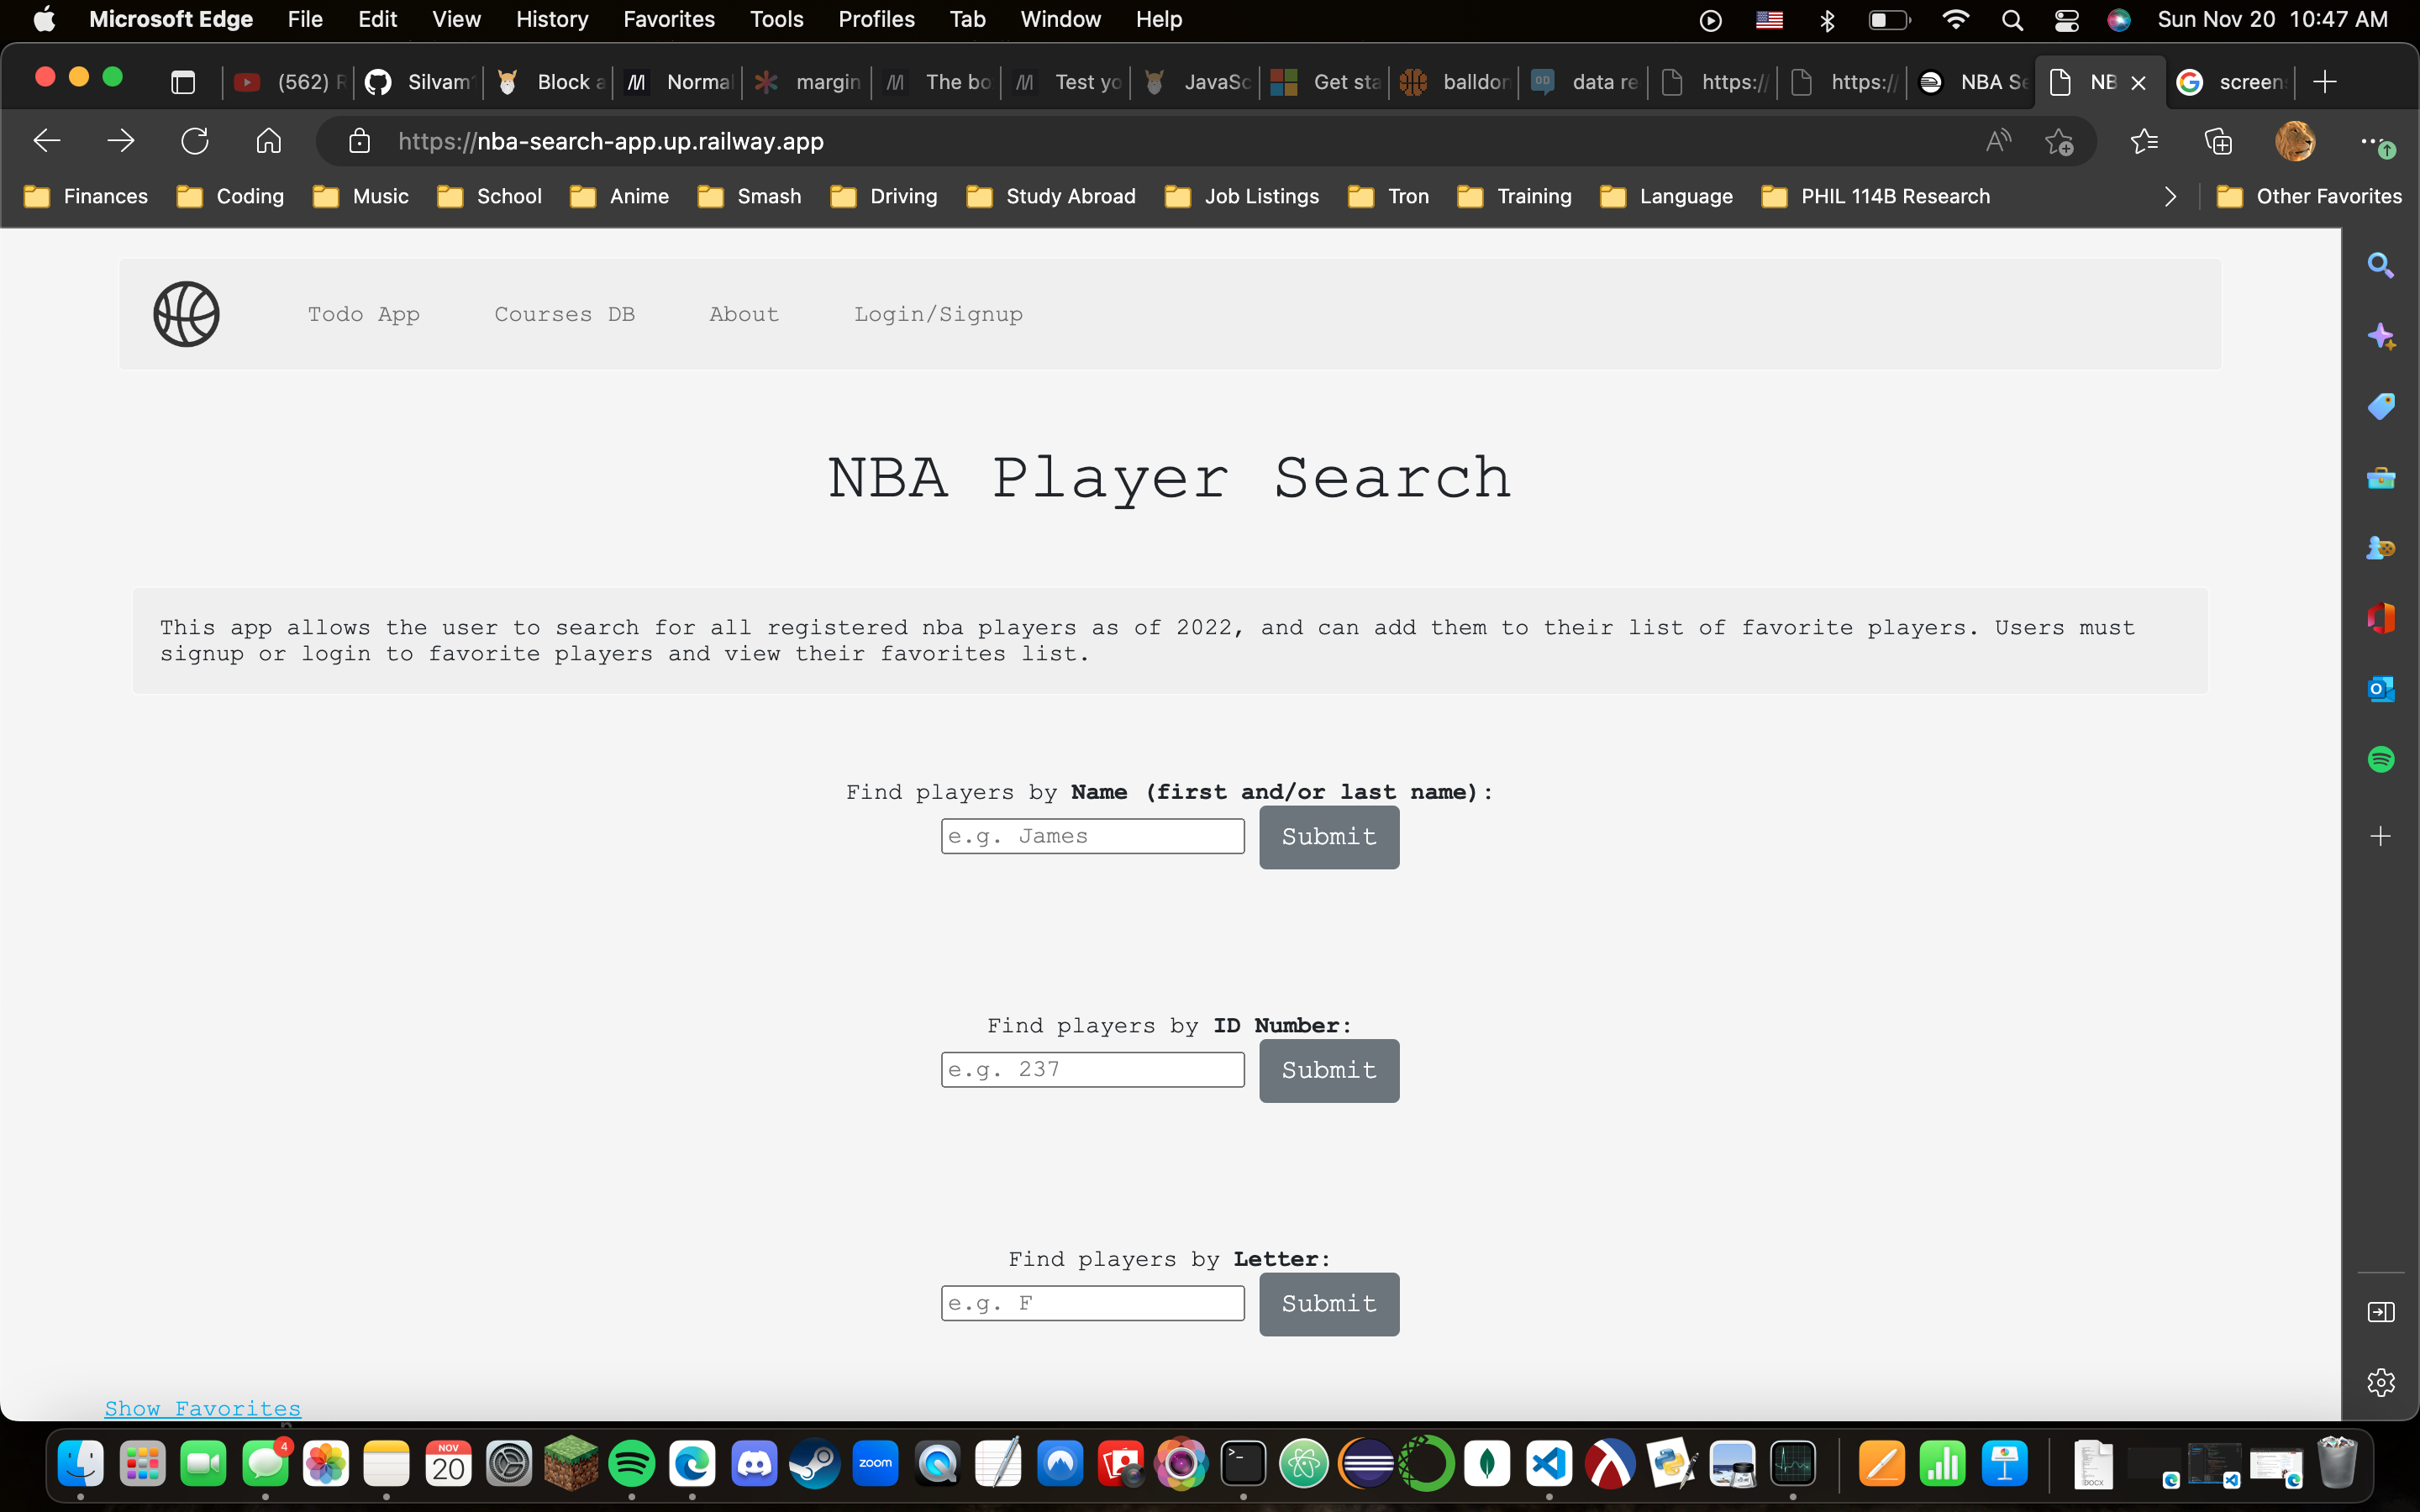 Microsoft Edge File Edit View History Favorites Tools Profiles Tab Window Help Sun Nov 20 10:47 AM
(562) Silvam Block a Normal margin The bo Test yo JavaSc Get sta balldon data re https:// https:// NBA Se NB screen
https://nba-search-app.up.railway.app
Finances Coding Music School Anime Smash Driving Study Abroad Job Listings Tron Training Language PHIL 114B Research Other Favorites
Todo App Courses DB About Login/Signup
NBA Player Search
This app allows the user to search for all registered nba players as of 2022, and can add them to their list of favorite players. Users must
signup or login to favorite players and view their favorites list.
Find players by Name (first and/or last name):
e.g. James Submit
Find players by ID Number:
e.g. 237 Submit
Find players by Letter:
e.g. F Submit
Show Favorites
4
NOV
20
zoom
DOCX